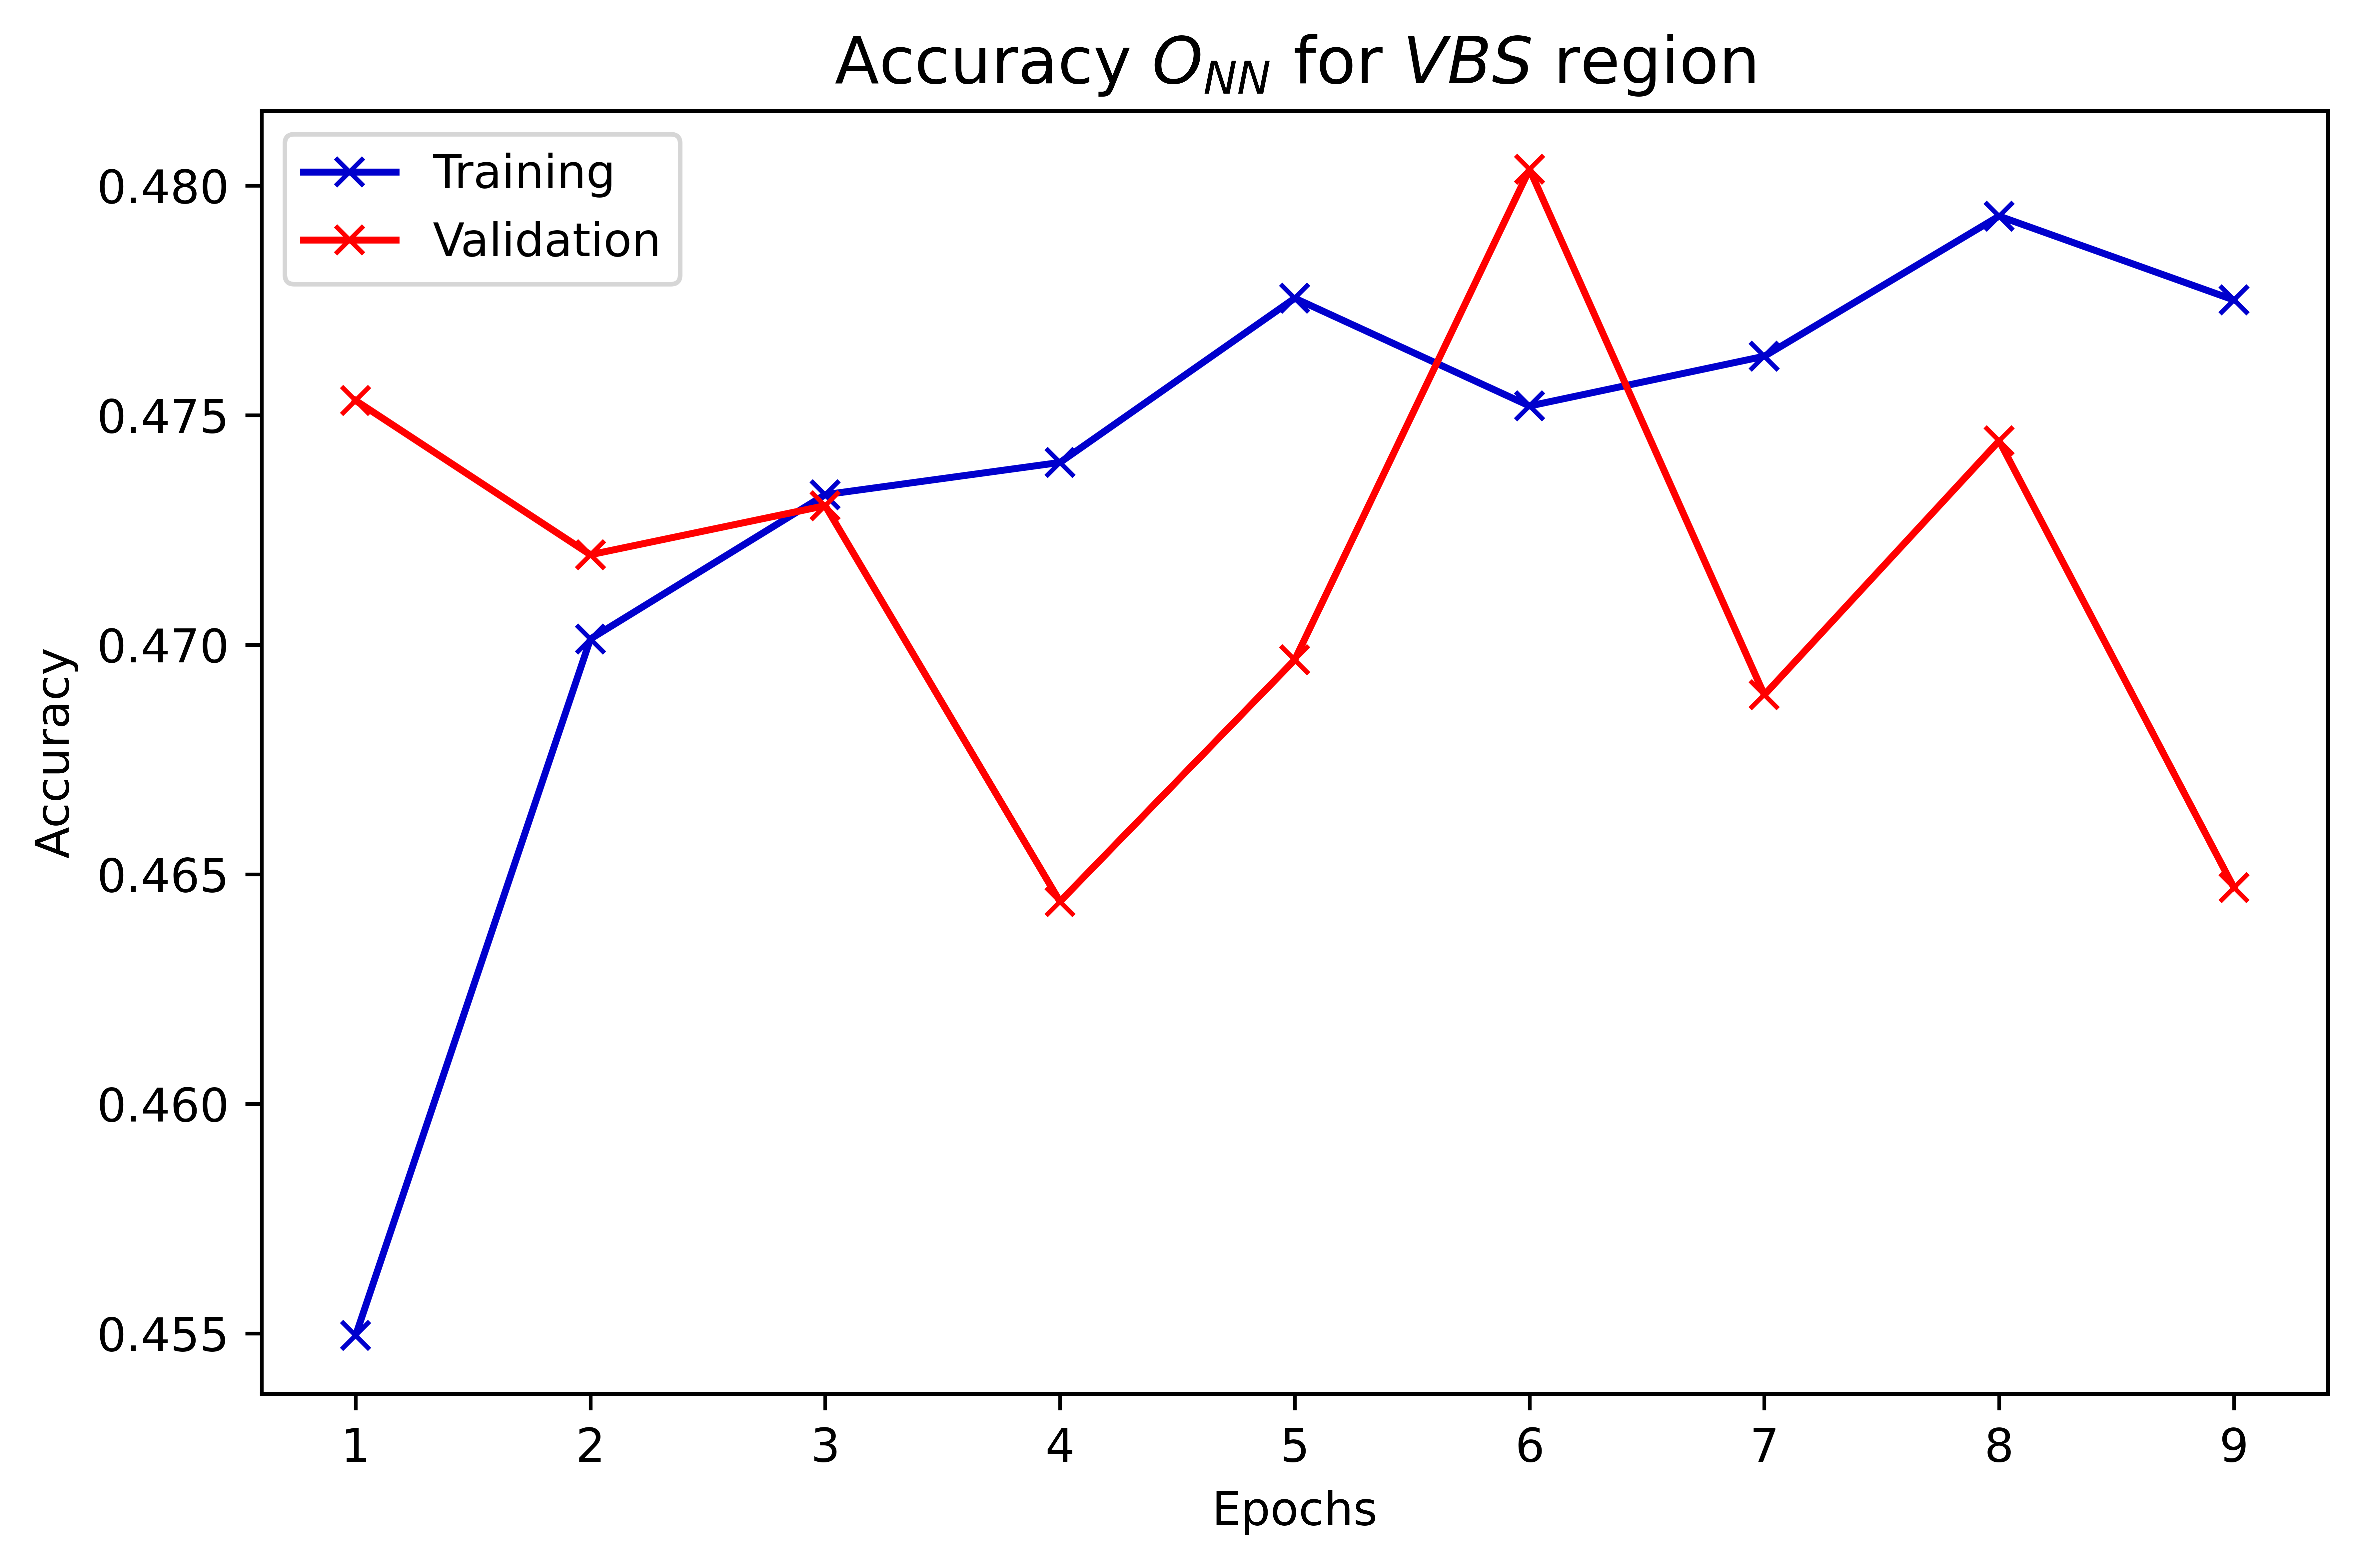 Accuracy O_NN for VBS region
Training
Validation
0.480
0.475
0.470
0.465
0.460
0.455
Accuracy
1 2 3 4 5 6 7 8 9
Epochs